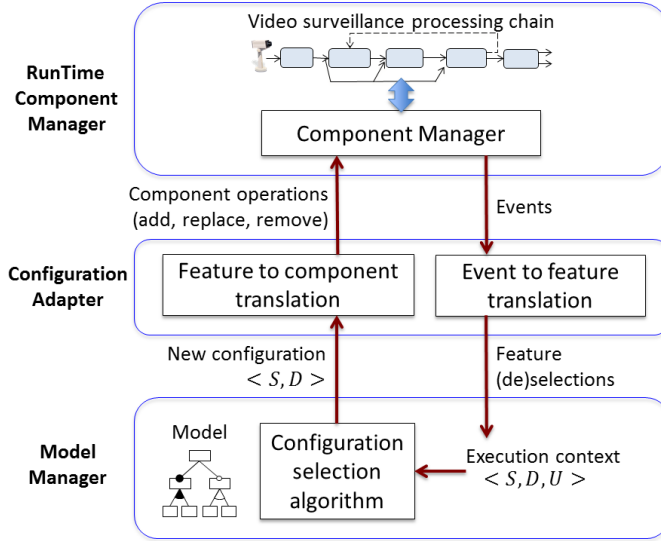 Video surveillance processing chain
RunTime
Component
Manager
Component Manager
Component operations
(add, replace, remove)
Events
Configuration
Adapter
Feature to component
translation
Event to feature
translation
New configuration
< S, D >
Feature
(de)selections
Model
Manager
Model
Configuration
selection
algorithm
Execution context
< S, D, U >